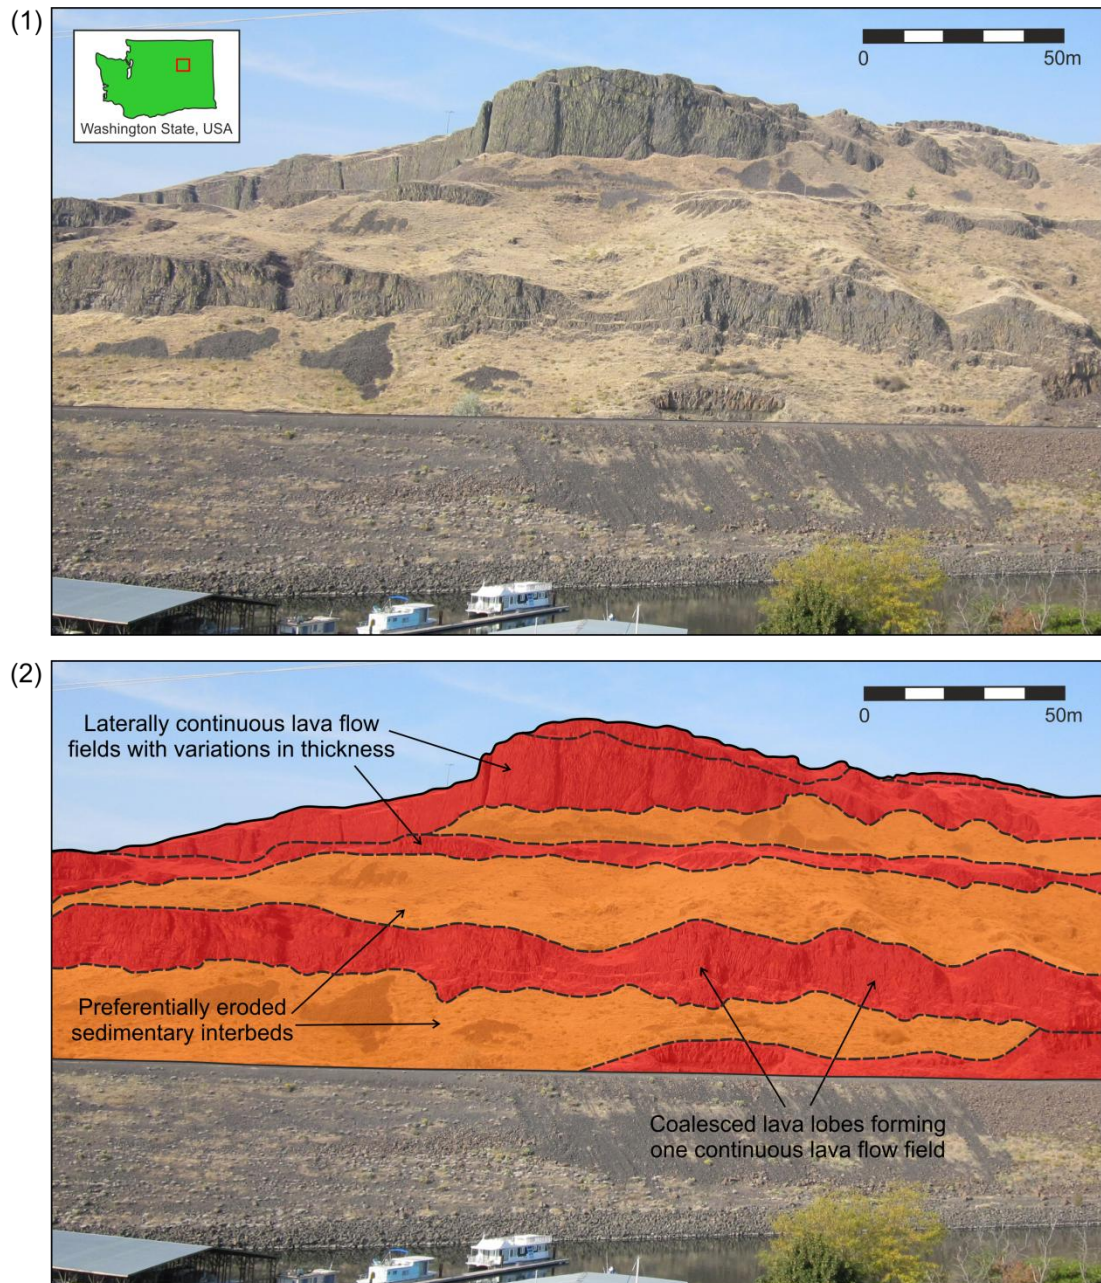 (1)
Washington State, USA
0 50m
(2)
0 50m
Laterally continuous lava flow
fields with variations in thickness
Preferentially eroded
sedimentary interbeds
Coalesced lava lobes forming
one continuous lava flow field